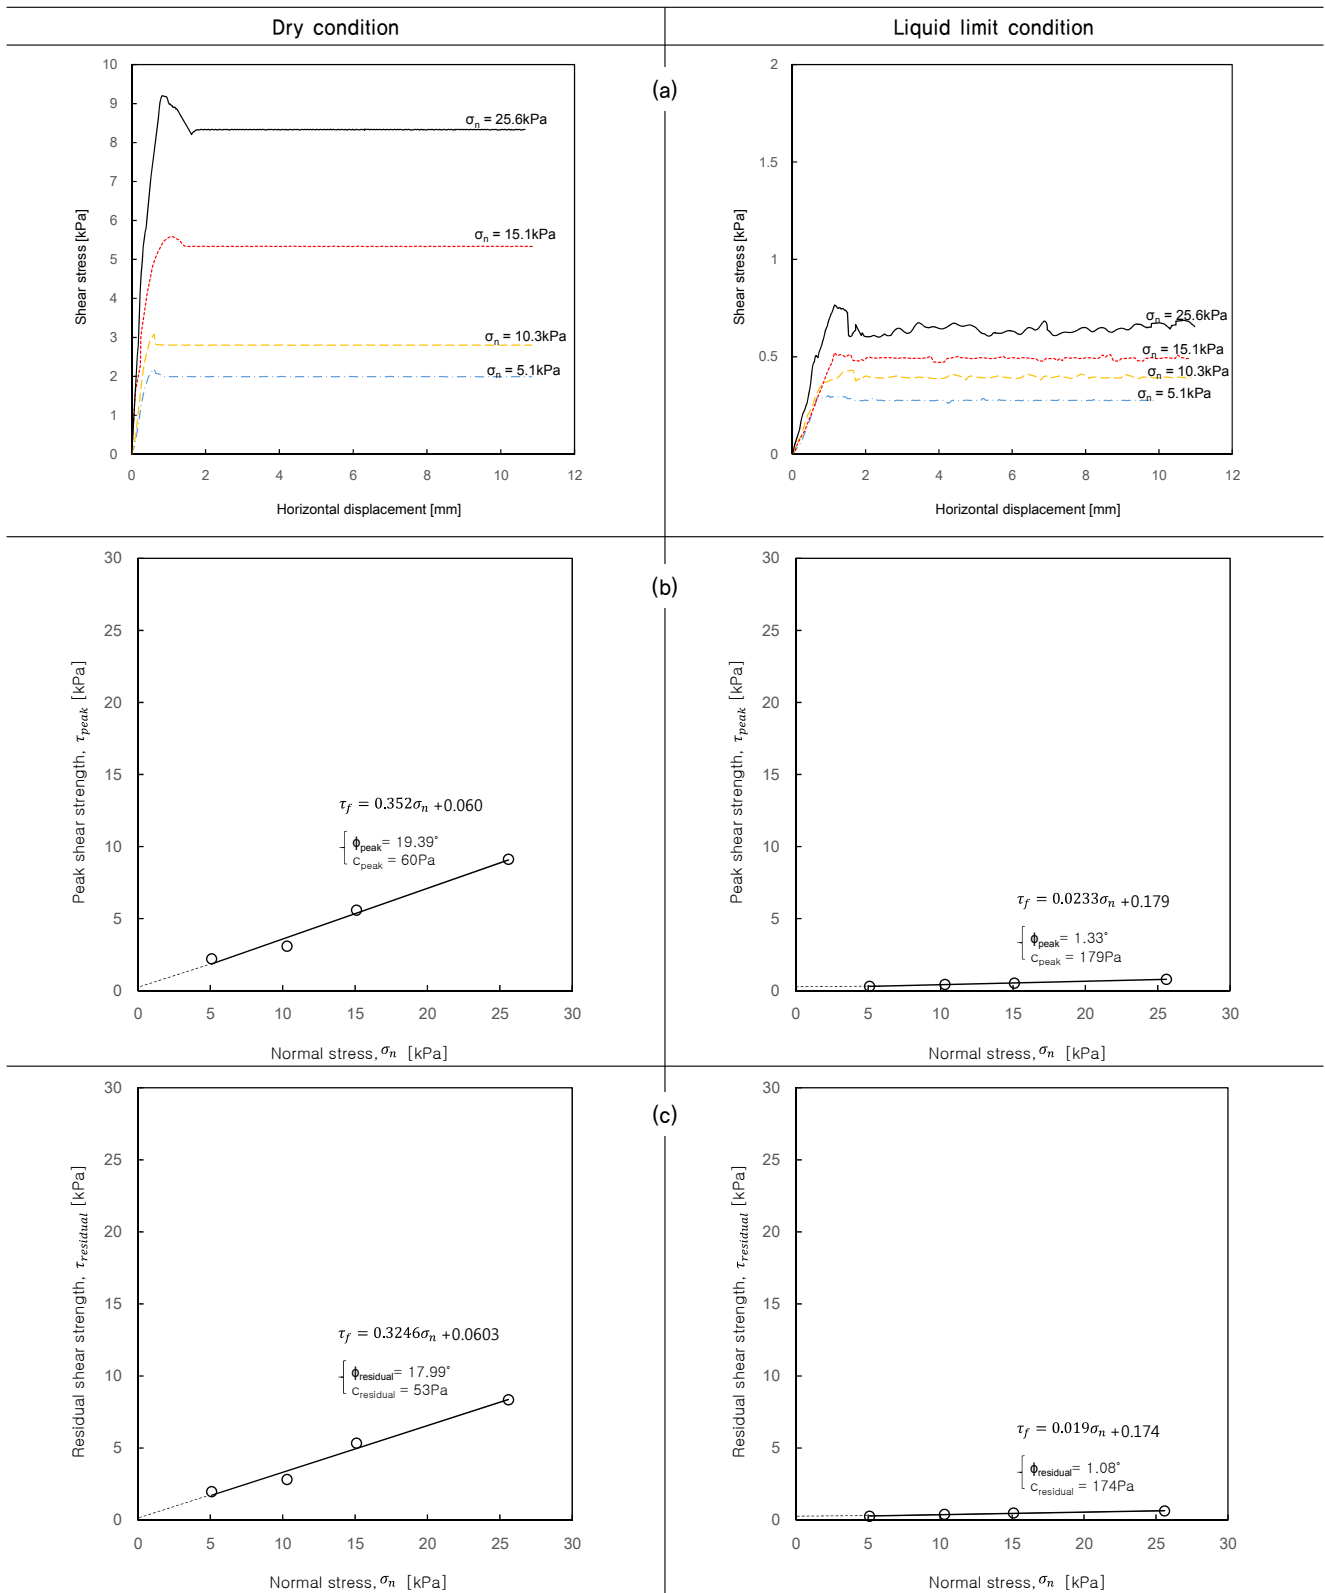 Dry condition
Liquid limit condition
(a)
10
9
8
7
6
5
4
3
2
1
0
Shear stress [kPa]
σn = 25.6kPa
σn = 15.1kPa
σn = 10.3kPa
σn = 5.1kPa
0 2 4 6 8 10 12
Horizontal displacement [mm]
2
1.5
1
0.5
0
Shear stress [kPa]
σn = 25.6kPa
σn = 15.1kPa
σn = 10.3kPa
σn = 5.1kPa
0 2 4 6 8 10 12
Horizontal displacement [mm]
(b)
30
25
20
15
10
5
0
Peak shear strength, τpeak [kPa]
τf = 0.352σn +0.060
ϕpeak= 19.39°
cpeak = 60Pa
0 5 10 15 20 25 30
Normal stress, σn [kPa]
30
25
20
15
10
5
0
Peak shear strength, τpeak [kPa]
τf = 0.0233σn +0.179
ϕpeak= 1.33°
cpeak = 179Pa
0 5 10 15 20 25 30
Normal stress, σn [kPa]
(c)
30
25
20
15
10
5
0
Residual shear strength, τresidual [kPa]
τf = 0.3246σn +0.0603
ϕresidual= 17.99°
cresidual = 53Pa
0 5 10 15 20 25 30
Normal stress, σn [kPa]
30
25
20
15
10
5
0
Residual shear strength, τresidual [kPa]
τf = 0.019σn +0.174
ϕresidual= 1.08°
cresidual = 174Pa
0 5 10 15 20 25 30
Normal stress, σn [kPa]